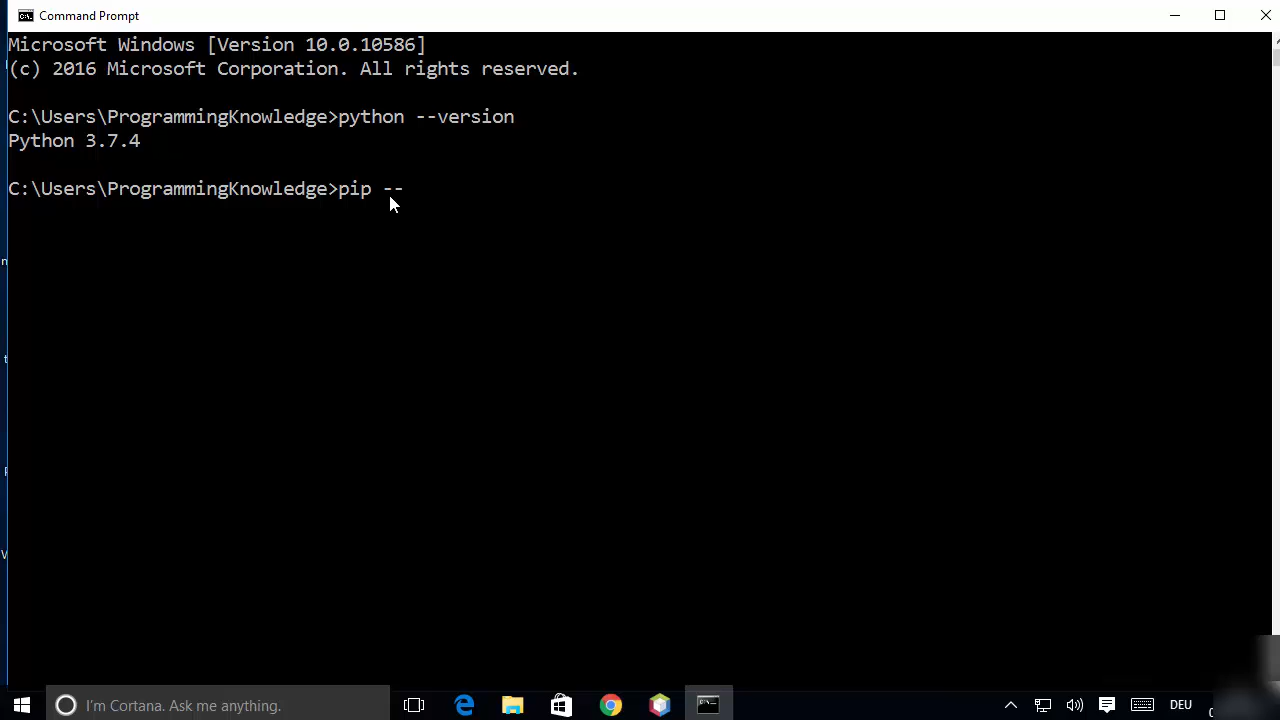 Command Prompt
Microsoft Windows [Version 10.0.10586]
(c) 2016 Microsoft Corporation. All rights reserved.
C:\Users\ProgrammingKnowledge>python --version
Python 3.7.4
C:\Users\ProgrammingKnowledge>pip --
I'm Cortana. Ask me anything.
DEU